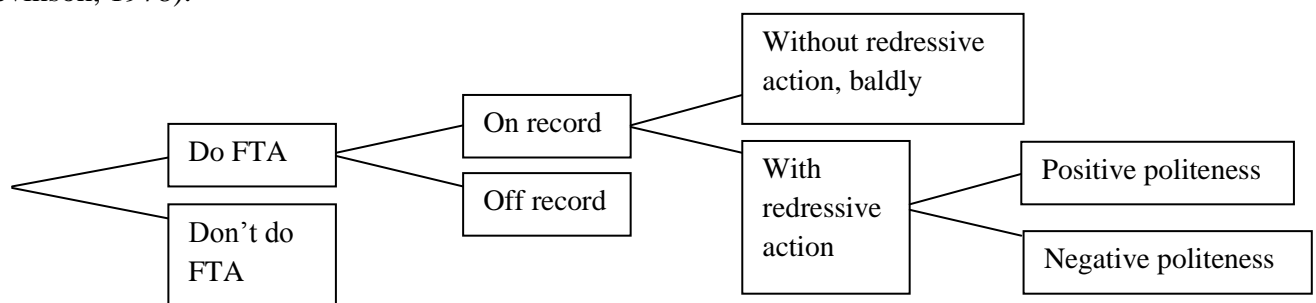 1978).
Without redressive
action, baldly
On record
Do FTA
With
redressive
action
Positive politeness
Off record
Don't do
FTA
Negative politeness